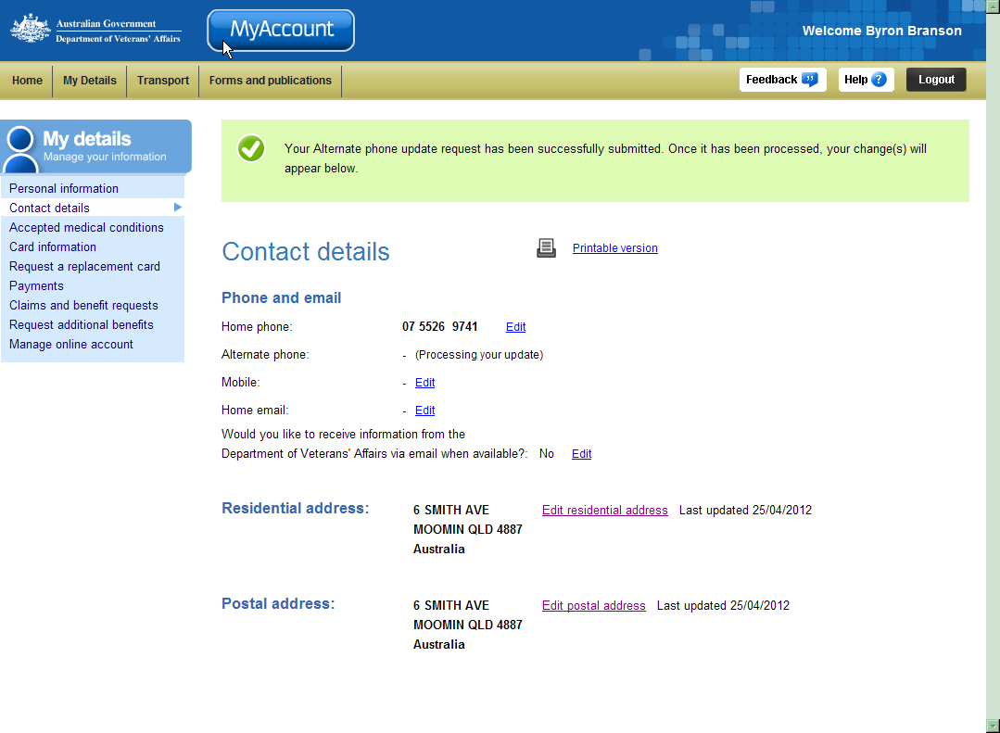 Australian Government
Department of Veterans' Affairs
MyAccount
Welcome Byron Branson
Home
My Details
Transport
Forms and publications
Feedback
Help ?
Logout
My details
Manage your information
Personal information
Contact details
Accepted medical conditions
Card information
Request a replacement card
Payments
Claims and benefit requests
Request additional benefits
Manage online account
Your Alternate phone update request has been successfully submitted. Once it has been processed, your change(s) will
appear below.
Contact details
Printable version
Phone and email
Home phone: 07 5526 9741 Edit
Alternate phone: - (Processing your update)
Mobile: - Edit
Home email: - Edit
Would you like to receive information from the
Department of Veterans' Affairs via email when available?: No Edit
Residential address: 6 SMITH AVE Edit residential address Last updated 25/04/2012
MOOMIN QLD 4887
Australia
Postal address: 6 SMITH AVE Edit postal address Last updated 25/04/2012
MOOMIN QLD 4887
Australia